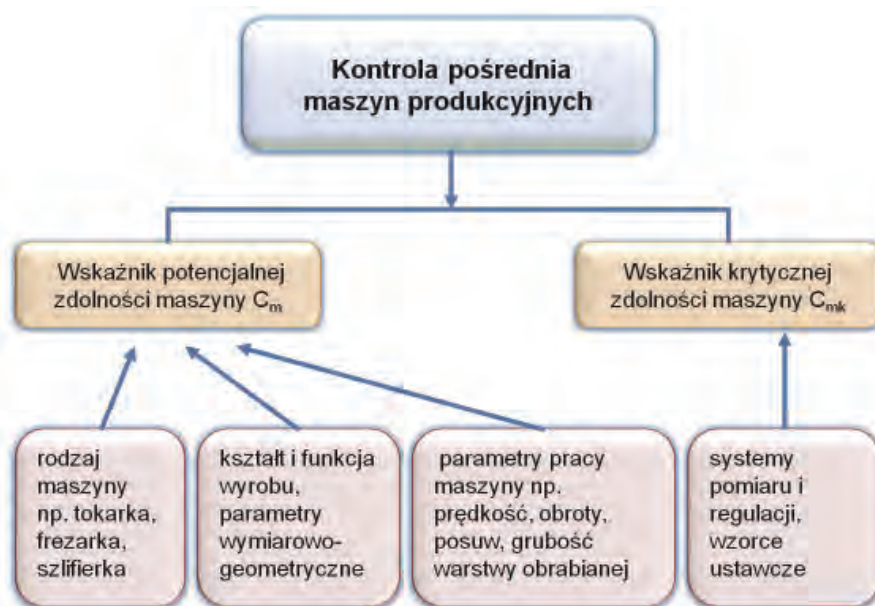 Kontrola pośrednia
maszyn produkcyjnych
Wskaźnik potencjalnej
zdolności maszyny Cm
Wskaźnik krytycznej
zdolności maszyny Cmk
rodzaj
maszyny
np. tokarka,
frezarka,
szlifierka
kształt i funkcja
wyrobu,
parametry
wymiarowo-
geometryczne
parametry pracy
maszyny np.
prędkość, obroty,
posuw, grubość
warstwy obrabianej
systemy
pomiaru i
regulacji,
wzorce
ustawcze